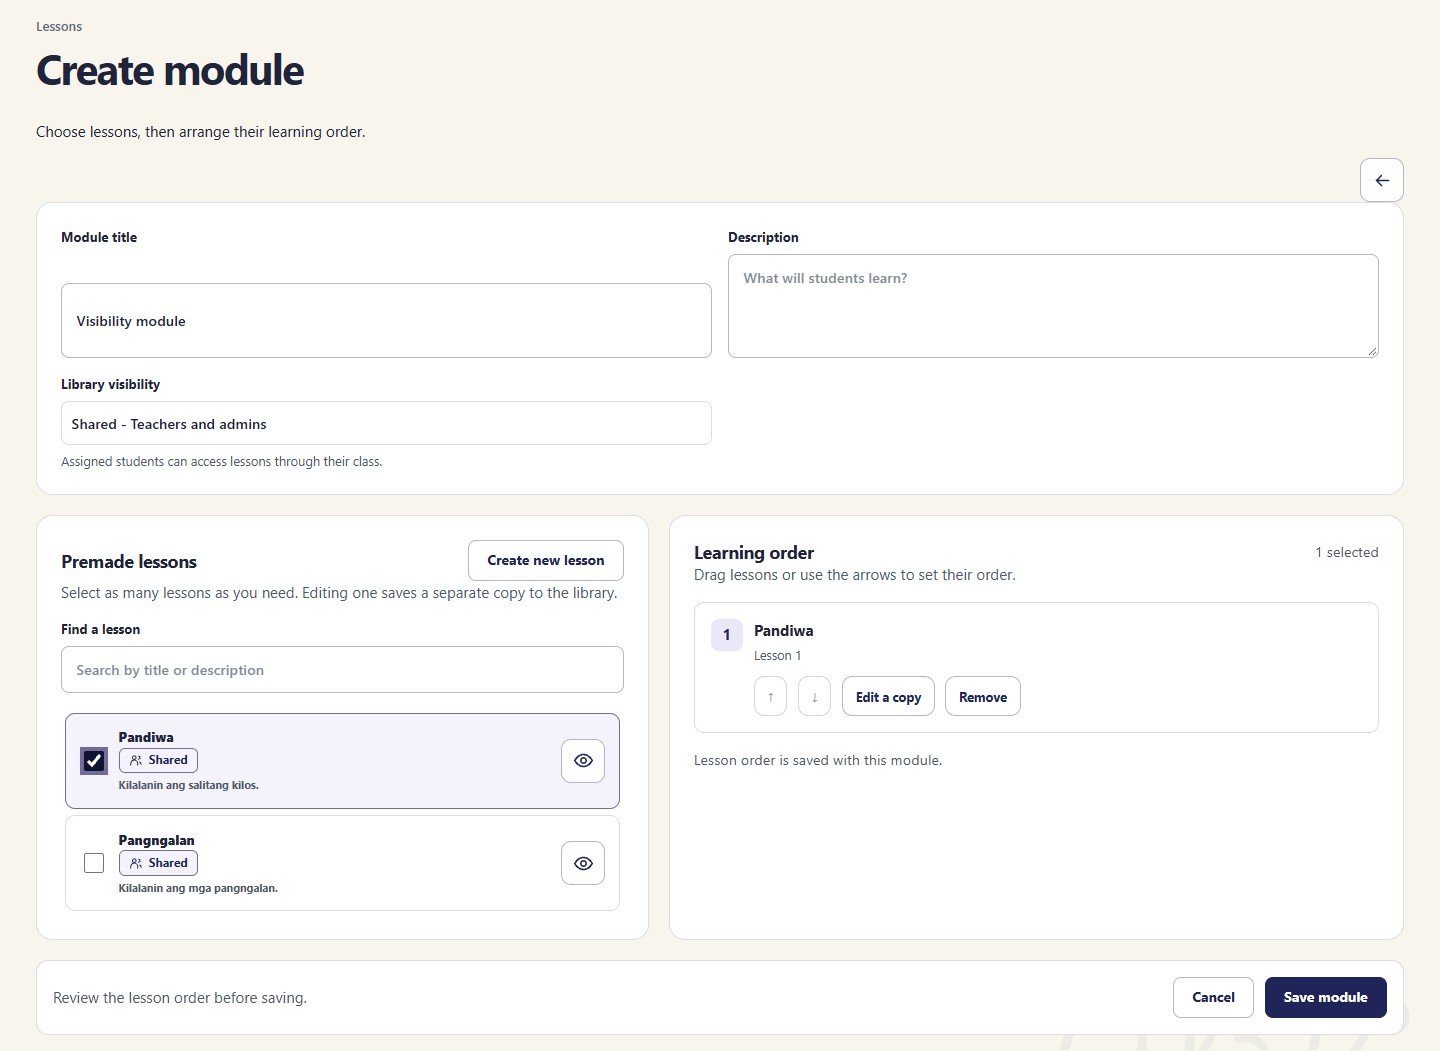 Lessons
Create module
Choose lessons, then arrange their learning order.
←
Module title
Visibility module
Description
What will students learn?
Library visibility
Shared - Teachers and admins
Assigned students can access lessons through their class.
Premade lessons
Create new lesson
Select as many lessons as you need. Editing one saves a separate copy to the library.
Find a lesson
Search by title or description
Pandiwa
Shared
Kilalanin ang salitang kilos.
Pangngalan
Shared
Kilalanin ang mga pangngalan.
Learning order
1 selected
Drag lessons or use the arrows to set their order.
1
Pandiwa
Lesson 1
↑ ↓ Edit a copy Remove
Lesson order is saved with this module.
Review the lesson order before saving.
Cancel
Save module